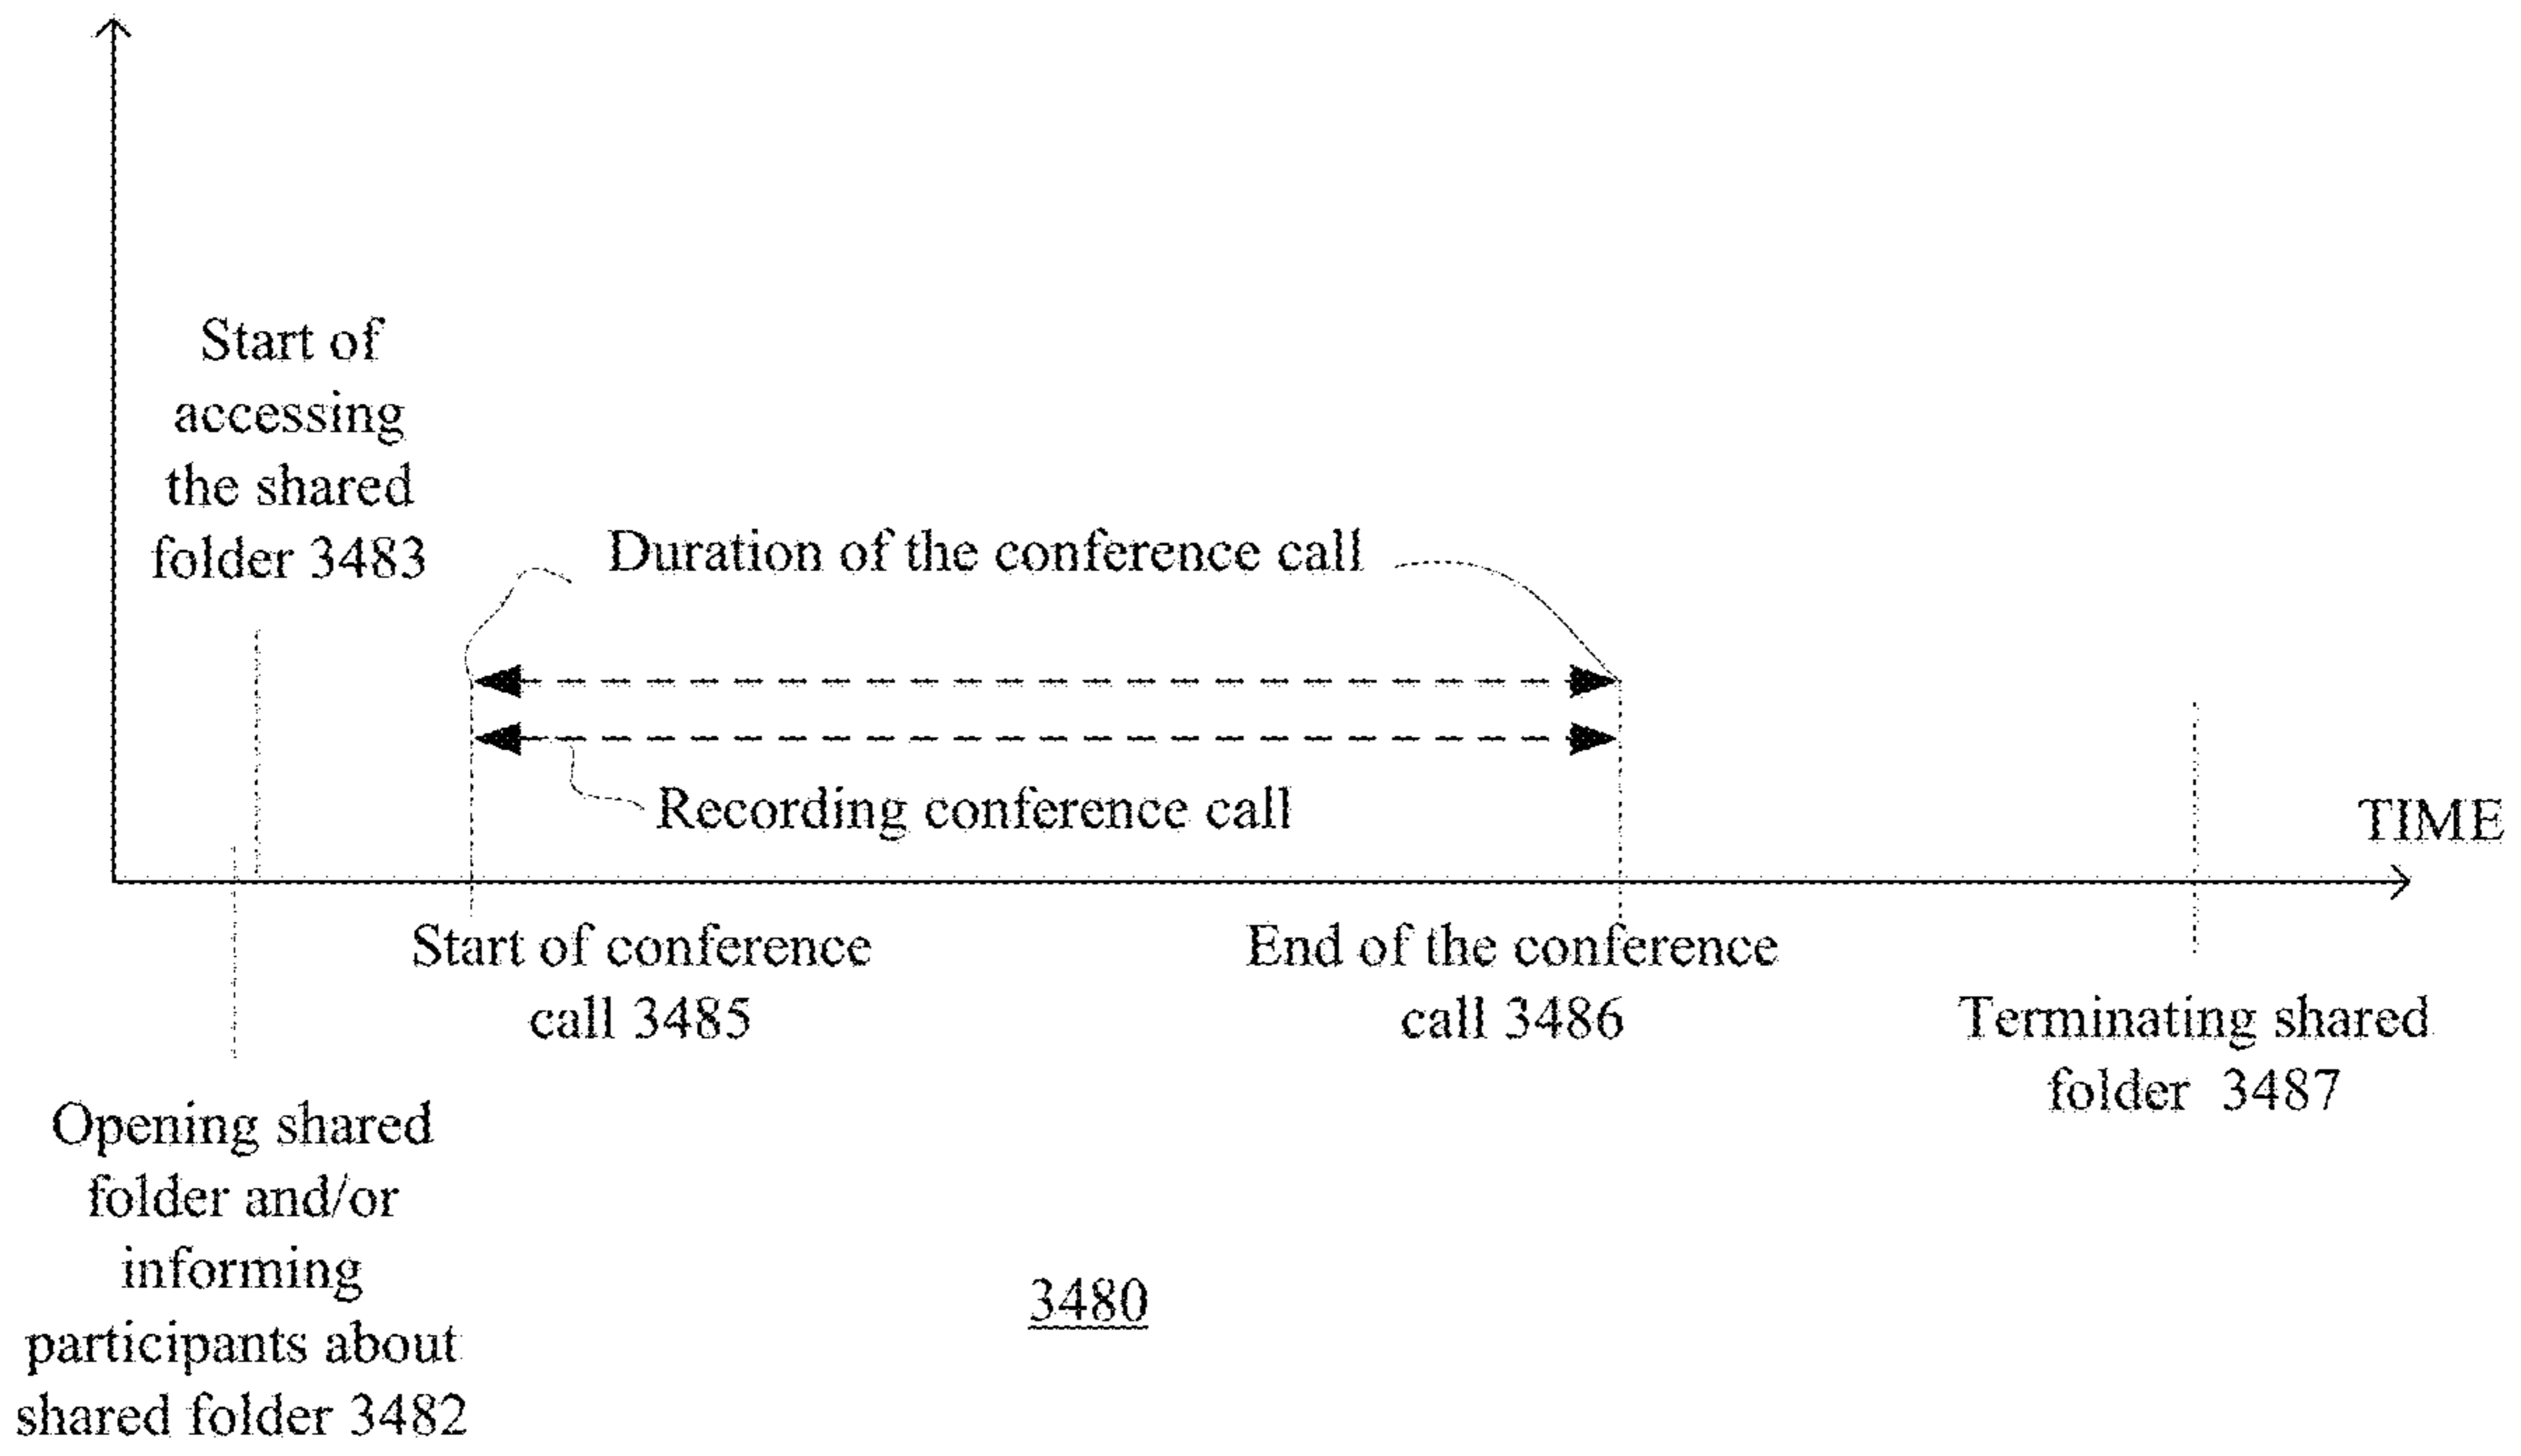 Start of
accessing
the shared
folder 3483
Duration of the conference call
Recording conference call
TIME
Start of conference
call 3485
End of the conference
call 3486
Terminating shared
folder 3487
Opening shared
folder and/or
informing
participants about
shared folder 3482
3480